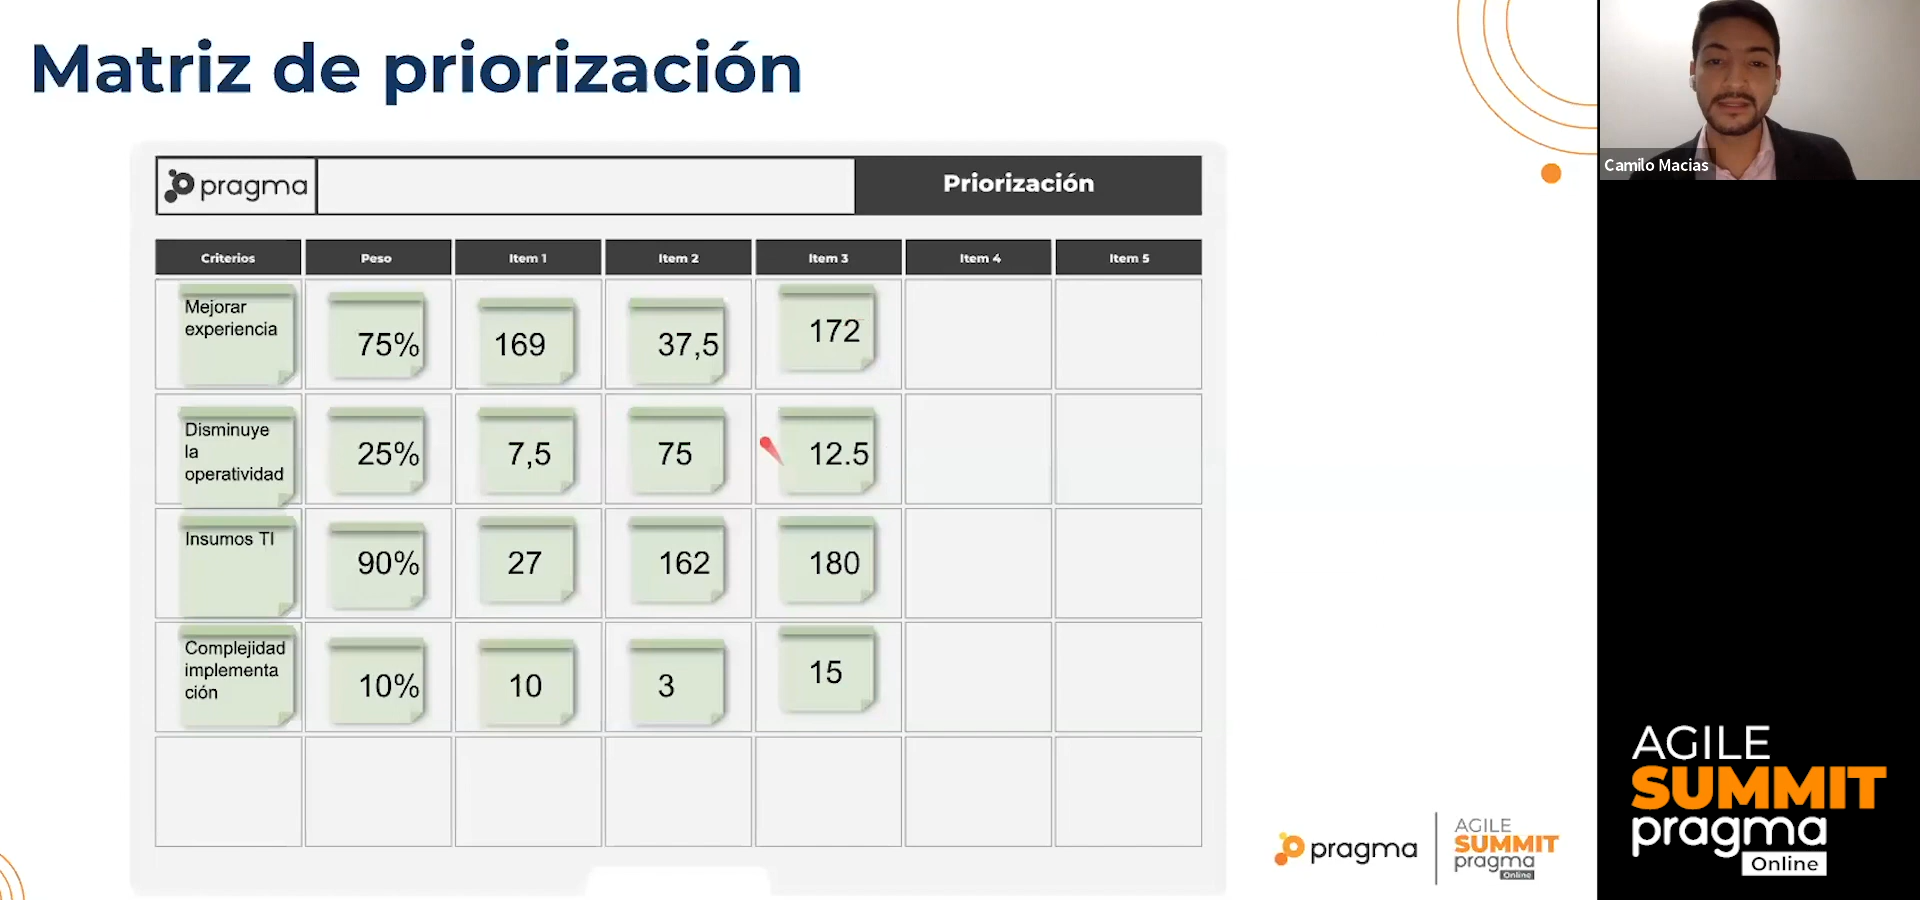 Matriz de priorización
pragma
Priorización
Criterios Peso Item 1 Item 2 Item 3 Item 4 Item 5
Mejorar
experiencia
75% 169 37,5 172
Disminuye
la
operatividad
25% 7,5 75 12.5
Insumos TI
90% 27 162 180
Complejidad
implementa
ción
10% 10 3 15
pragma
AGILE
SUMMIT
pragma
Online
Camilo Macias
AGILE
SUMMIT
pragma
Online